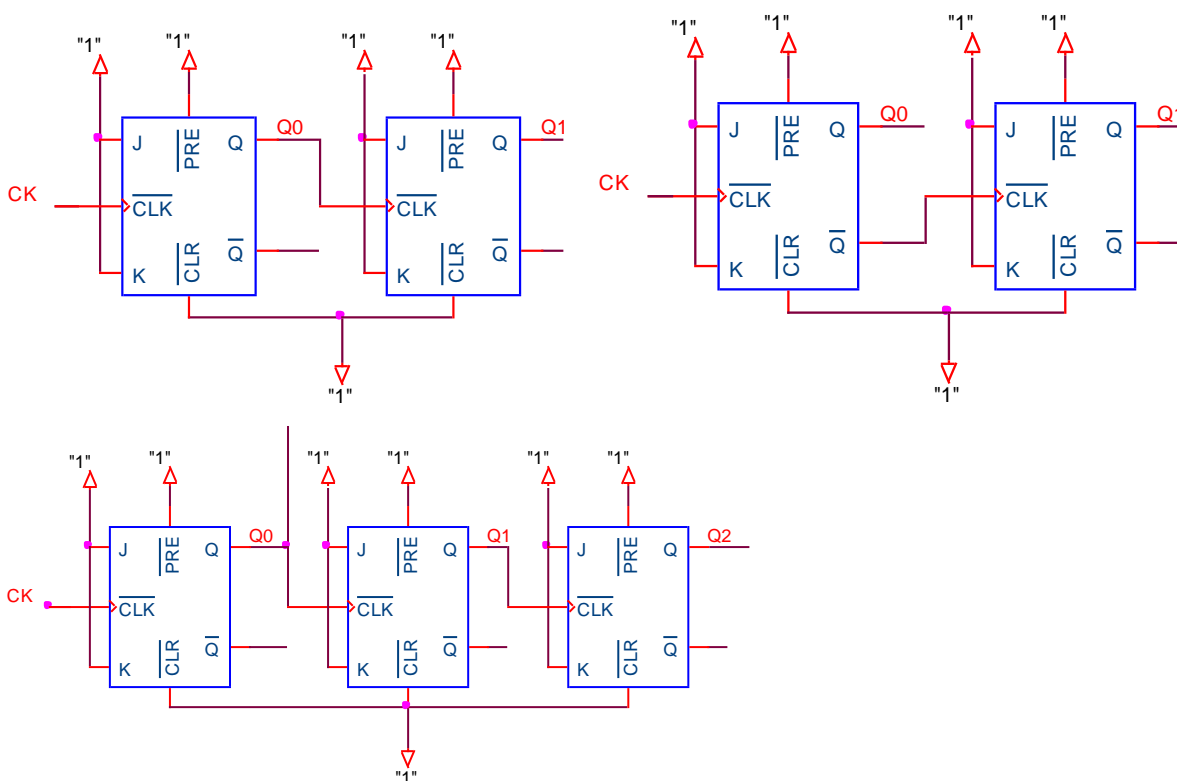 "1" "1" "1" "1"
J PRE Q Q0 J PRE Q Q1
CK CLK CLK
K CLR Q K CLR Q
"1"
"1" "1" "1" "1"
J PRE Q Q0 J PRE Q Q1
CK CLK CLK
K CLR Q K CLR Q
"1"
"1" "1" "1" "1" "1" "1"
J PRE Q Q0 J PRE Q Q1 J PRE Q Q2
CK CLK CLK CLK
K CLR Q K CLR Q K CLR Q
"1"